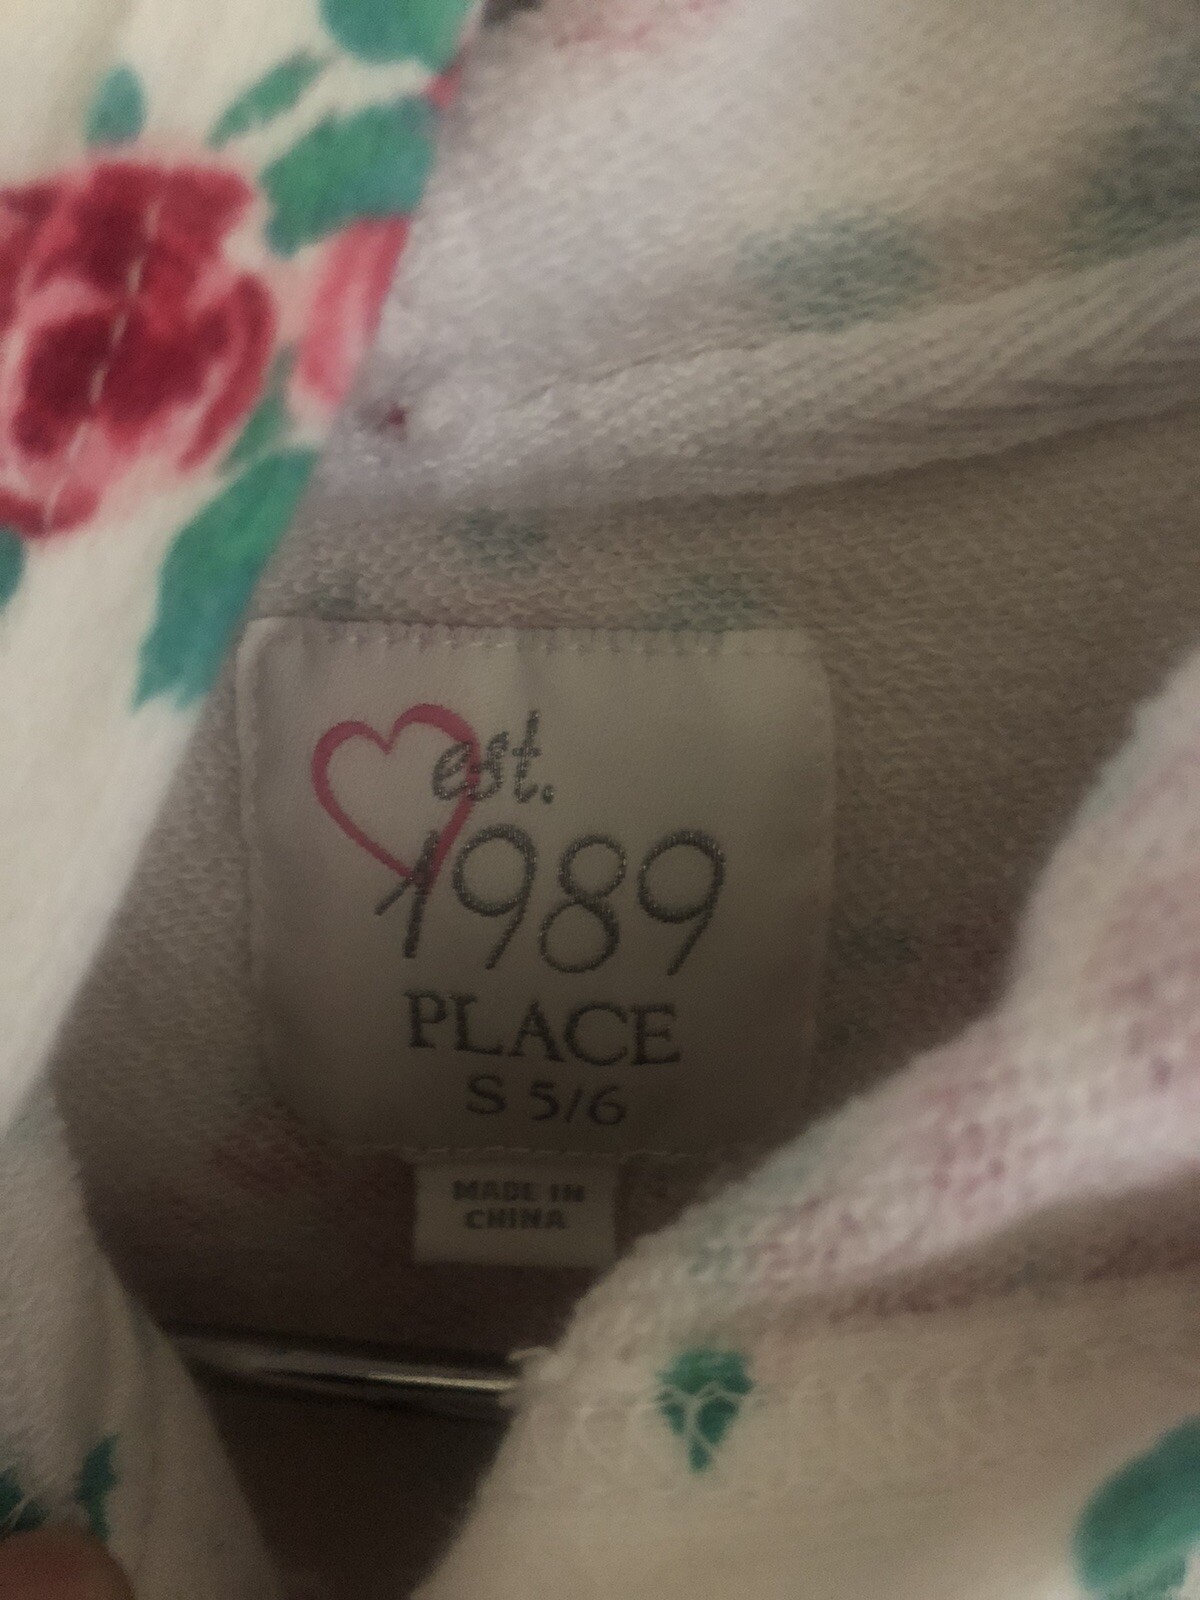 est.
1989
PLACE
S 5/6
MADE IN
CHINA